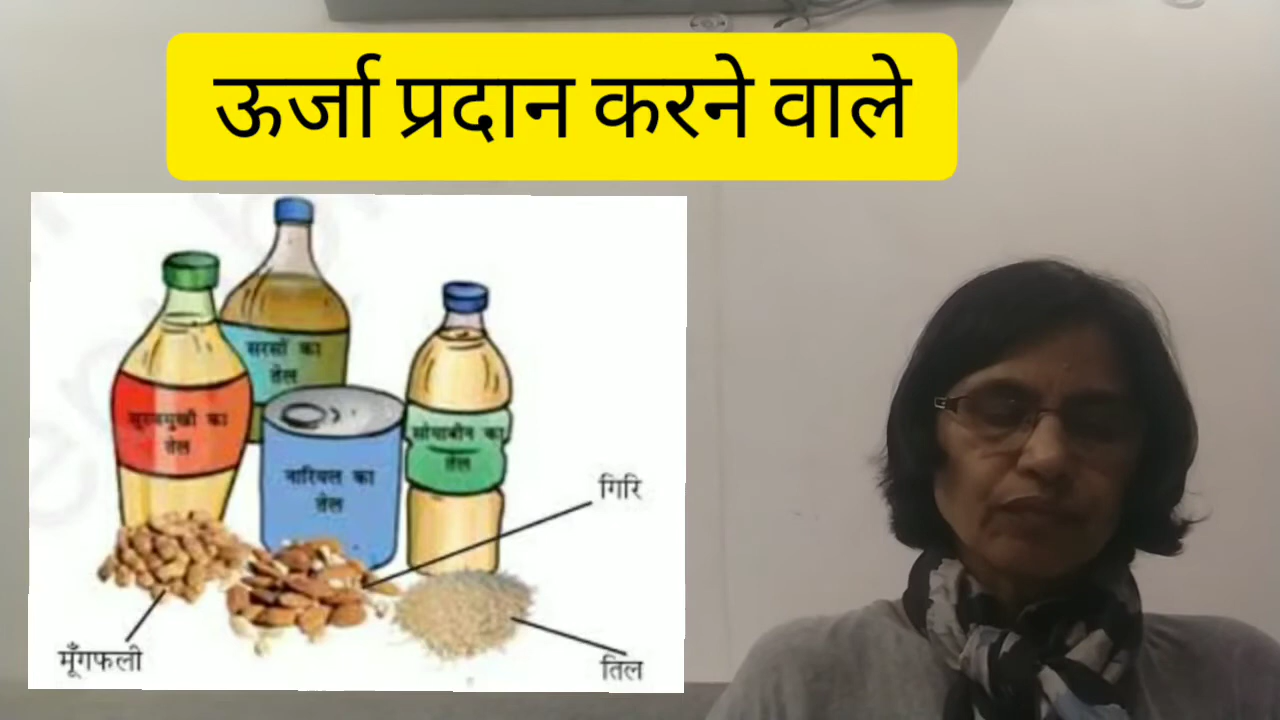 ऊर्जा प्रदान करने वाले
सरसों का
तेल
सूरजमुखी का
तेल
सोयाबीन का
तेल
नारियल का
तेल
गिरि
मूँगफली
तिल